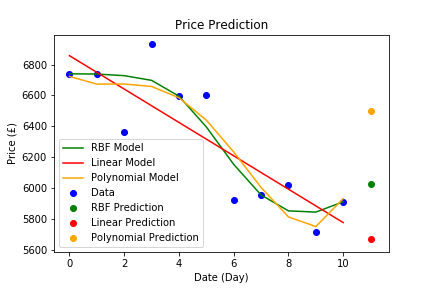 Price Prediction
Price (£)
6800
6600
6400
6200
6000
5800
5600
RBF Model
Linear Model
Polynomial Model
Data
RBF Prediction
Linear Prediction
Polynomial Prediction
0 2 4 6 8 10
Date (Day)